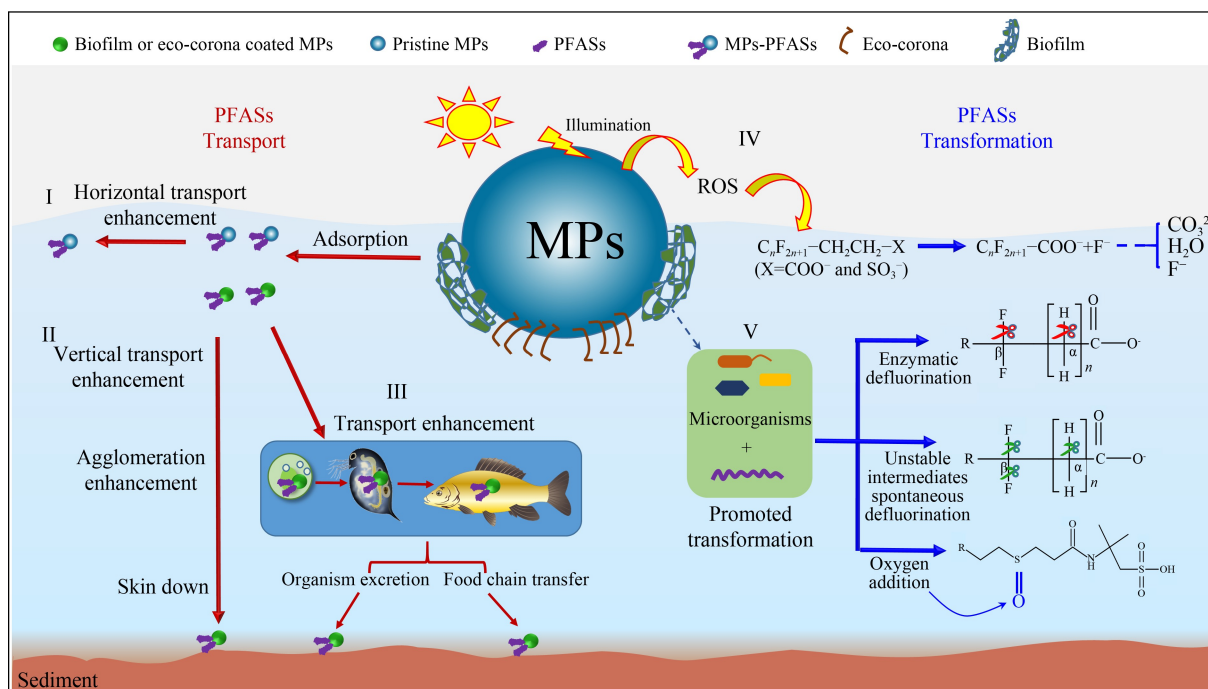 Biofilm or eco-corona coated MPs
Pristine MPs
PFASs
MPs-PFASs
Eco-corona
Biofilm
PFASs
Transport
Illumination
IV
PFASs
Transformation
I
Horizontal transport
enhancement
ROS
MPs
Adsorption
CₙF₂ₙ₊₁−CH₂CH₂−X
(X=COO⁻ and SO₃⁻)
CₙF₂ₙ₊₁−COO⁻+F⁻
CO₃²
H₂O
F⁻
II
Vertical transport
enhancement
III
Transport enhancement
Agglomeration
enhancement
Skin down
Organism excretion
Food chain transfer
V
Microorganisms
+
Promoted
transformation
Enzymatic
defluorination
F
H
O
R
β
α
C
O⁻
F
H
n
Unstable
intermediates
spontaneous
defluorination
F
H
O
R
β
α
C
O⁻
F
H
n
Oxygen
addition
R
S
O
O
N
H
O
S
OH
O
Sediment